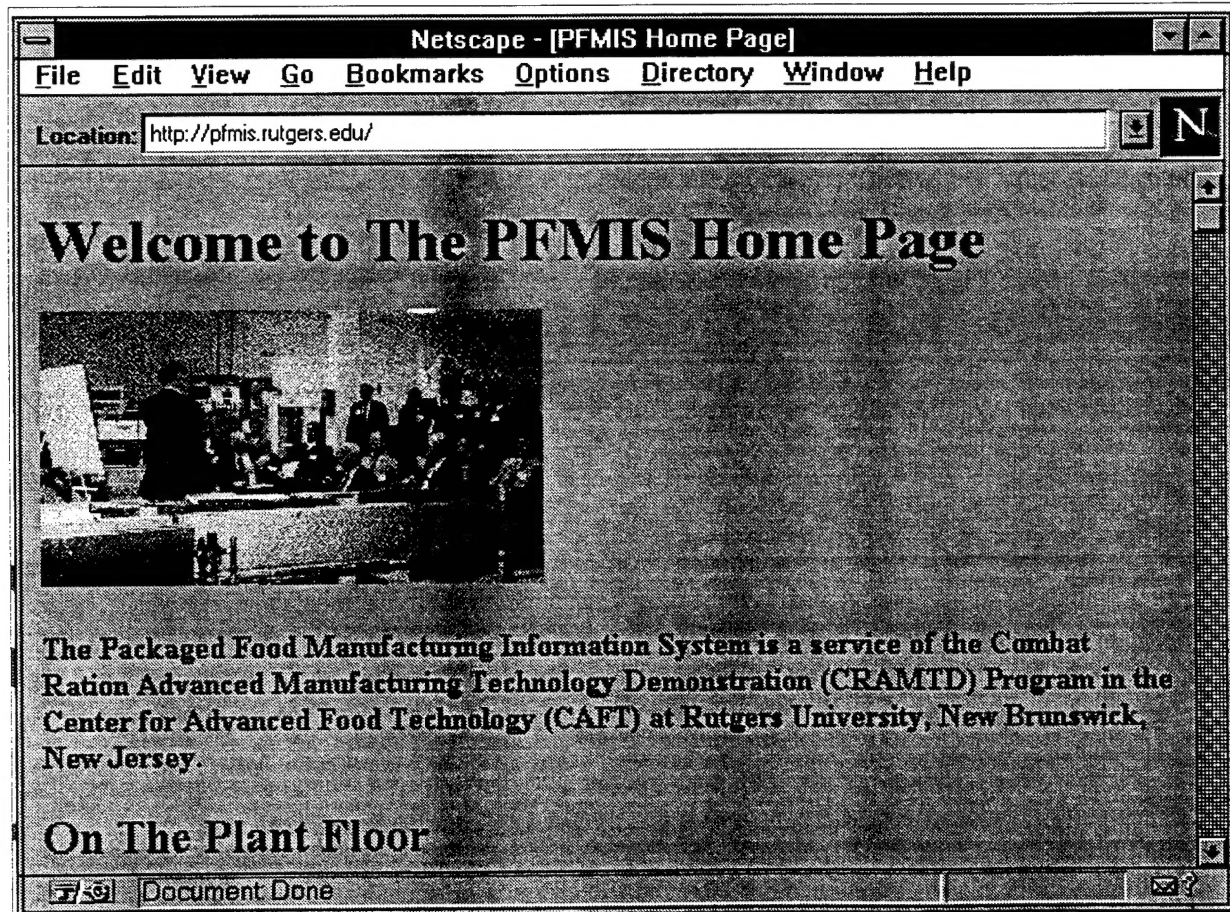 Netscape - [PFMIS Home Page]
File Edit View Go Bookmarks Options Directory Window Help
Location: http://pfmis.rutgers.edu/
N
Welcome to The PFMIS Home Page
The Packaged Food Manufacturing Information System is a service of the Combat
Ration Advanced Manufacturing Technology Demonstration (CRAMTD) Program in the
Center for Advanced Food Technology (CAFT) at Rutgers University, New Brunswick,
New Jersey.
On The Plant Floor
Document Done
?